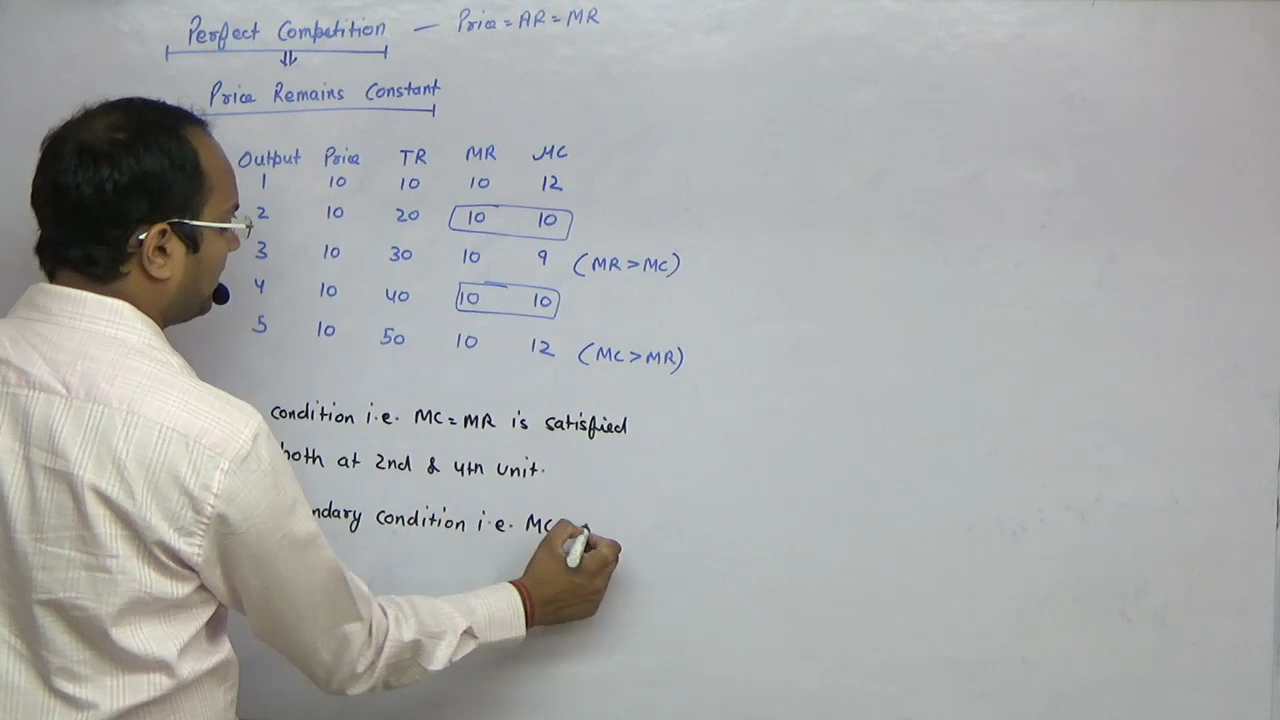 Perfect Competition — Price = AR = MR
⇓
Price Remains Constant
Output Price TR MR MC
1 10 10 10 12
2 10 20 10 10
3 10 30 10 9 (MR > MC)
4 10 40 10 10
5 10 50 10 12 (MC > MR)
condition i.e. MC = MR is satisfied
both at 2nd & 4th unit.
condition i.e. MC